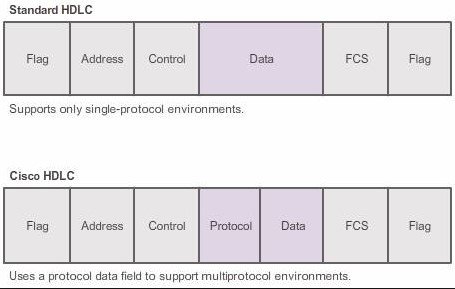 Standard HDLC
Flag Address Control Data FCS Flag
Supports only single-protocol environments.
Cisco HDLC
Flag Address Control Protocol Data FCS Flag
Uses a protocol data field to support multiprotocol environments.